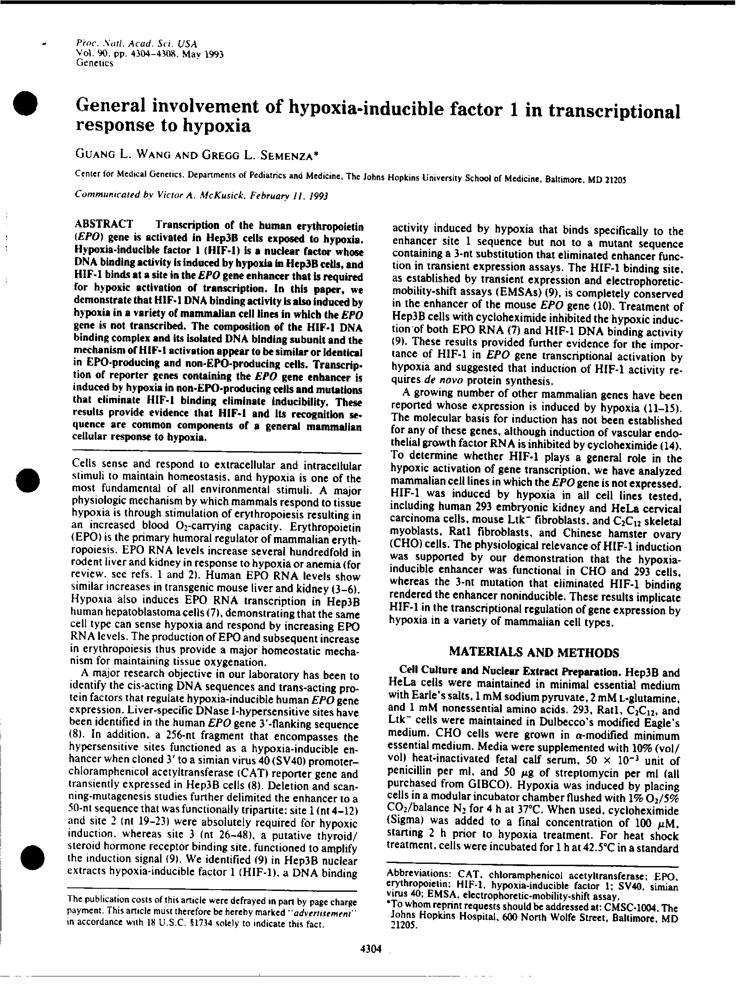 Proc. Natl. Acad. Sci. USA
Vol. 90, pp. 4304-4308, May 1993
Genetics
General involvement of hypoxia-inducible factor 1 in transcriptional
response to hypoxia
GUANG L. WANG AND GREGG L. SEMENZA*
Center for Medical Genetics, Departments of Pediatrics and Medicine, The Johns Hopkins University School of Medicine, Baltimore, MD 21205
Communicated by Victor A. McKusick, February 11, 1993
ABSTRACT Transcription of the human erythropoietin
(EPO) gene is activated in Hep3B cells exposed to hypoxia.
Hypoxia-inducible factor 1 (HIF-1) is a nuclear factor whose
DNA binding activity is induced by hypoxia in Hep3B cells, and
HIF-1 binds at a site in the EPO gene enhancer that is required
for hypoxic activation of transcription. In this paper, we
demonstrate that HIF-1 DNA binding activity is also induced by
hypoxia in a variety of mammalian cell lines in which the EPO
gene is not transcribed. The composition of the HIF-1 DNA
binding complex and its isolated DNA binding subunit and the
mechanism of HIF-1 activation appear to be similar or identical
in EPO-producing and non-EPO-producing cells. Transcrip-
tion of reporter genes containing the EPO gene enhancer is
induced by hypoxia in non-EPO-producing cells and mutations
that eliminate HIF-1 binding eliminate inducibility. These
results provide evidence that HIF-1 and its recognition se-
quence are common components of a general mammalian
cellular response to hypoxia.
Cells sense and respond to extracellular and intracellular
stimuli to maintain homeostasis, and hypoxia is one of the
most fundamental of all environmental stimuli. A major
physiologic mechanism by which mammals respond to tissue
hypoxia is through stimulation of erythropoiesis resulting in
an increased blood O₂-carrying capacity. Erythropoietin
(EPO) is the primary humoral regulator of mammalian eryth-
ropoiesis. EPO RNA levels increase several hundredfold in
rodent liver and kidney in response to hypoxia or anemia (for
review, see refs. 1 and 2). Human EPO RNA levels show
similar increases in transgenic mouse liver and kidney (3-6).
Hypoxia also induces EPO RNA transcription in Hep3B
human hepatoblastoma cells (7), demonstrating that the same
cell type can sense hypoxia and respond by increasing EPO
RNA levels. The production of EPO and subsequent increase
in erythropoiesis thus provide a major homeostatic mecha-
nism for maintaining tissue oxygenation.
A major research objective in our laboratory has been to
identify the cis-acting DNA sequences and trans-acting pro-
tein factors that regulate hypoxia-inducible human EPO gene
expression. Liver-specific DNase I-hypersensitive sites have
been identified in the human EPO gene 3'-flanking sequence
(8). In addition, a 256-nt fragment that encompasses the
hypersensitive sites functioned as a hypoxia-inducible en-
hancer when cloned 3' to a simian virus 40 (SV40) promoter-
chloramphenicol acetyltransferase (CAT) reporter gene and
transiently expressed in Hep3B cells (8). Deletion and scan-
ning-mutagenesis studies further delimited the enhancer to a
50-nt sequence that was functionally tripartite: site 1 (nt 4-12)
and site 2 (nt 19-23) were absolutely required for hypoxic
induction, whereas site 3 (nt 26-48), a putative thyroid/
steroid hormone receptor binding site, functioned to amplify
the induction signal (9). We identified (9) in Hep3B nuclear
extracts hypoxia-inducible factor 1 (HIF-1), a DNA binding
The publication costs of this article were defrayed in part by page charge
payment. This article must therefore be hereby marked "advertisement"
in accordance with 18 U.S.C. §1734 solely to indicate this fact.
activity induced by hypoxia that binds specifically to the
enhancer site 1 sequence but not to a mutant sequence
containing a 3-nt substitution that eliminated enhancer func-
tion in transient expression assays. The HIF-1 binding site,
as established by transient expression and electrophoretic-
mobility-shift assays (EMSAs) (9), is completely conserved
in the enhancer of the mouse EPO gene (10). Treatment of
Hep3B cells with cycloheximide inhibited the hypoxic induc-
tion of both EPO RNA (7) and HIF-1 DNA binding activity
(9). These results provided further evidence for the impor-
tance of HIF-1 in EPO gene transcriptional activation by
hypoxia and suggested that induction of HIF-1 activity re-
quires de novo protein synthesis.
A growing number of other mammalian genes have been
reported whose expression is induced by hypoxia (11-15).
The molecular basis for induction has not been established
for any of these genes, although induction of vascular endo-
thelial growth factor RNA is inhibited by cycloheximide (14).
To determine whether HIF-1 plays a general role in the
hypoxic activation of gene transcription, we have analyzed
mammalian cell lines in which the EPO gene is not expressed.
HIF-1 was induced by hypoxia in all cell lines tested,
including human 293 embryonic kidney and HeLa cervical
carcinoma cells, mouse Ltk⁻ fibroblasts, and C₂C₁₂ skeletal
myoblasts, Rat1 fibroblasts, and Chinese hamster ovary
(CHO) cells. The physiological relevance of HIF-1 induction
was supported by our demonstration that the hypoxia-
inducible enhancer was functional in CHO and 293 cells,
whereas the 3-nt mutation that eliminated HIF-1 binding
rendered the enhancer noninducible. These results implicate
HIF-1 in the transcriptional regulation of gene expression by
hypoxia in a variety of mammalian cell types.
MATERIALS AND METHODS
Cell Culture and Nuclear Extract Preparation. Hep3B and
HeLa cells were maintained in minimal essential medium
with Earle's salts, 1 mM sodium pyruvate, 2 mM L-glutamine,
and 1 mM nonessential amino acids. 293, Rat1, C₂C₁₂, and
Ltk⁻ cells were maintained in Dulbecco's modified Eagle's
medium. CHO cells were grown in α-modified minimum
essential medium. Media were supplemented with 10% (vol/
vol) heat-inactivated fetal calf serum, 50 × 10⁻³ unit of
penicillin per ml, and 50 μg of streptomycin per ml (all
purchased from GIBCO). Hypoxia was induced by placing
cells in a modular incubator chamber flushed with 1% O₂/5%
CO₂/balance N₂ for 4 h at 37°C. When used, cycloheximide
(Sigma) was added to a final concentration of 100 μM,
starting 2 h prior to hypoxia treatment. For heat shock
treatment, cells were incubated for 1 h at 42.5°C in a standard
Abbreviations: CAT, chloramphenicol acetyltransferase; EPO,
erythropoietin; HIF-1, hypoxia-inducible factor 1; SV40, simian
virus 40; EMSA, electrophoretic-mobility-shift assay.
*To whom reprint requests should be addressed at: CMSC-1004, The
Johns Hopkins Hospital, 600 North Wolfe Street, Baltimore, MD
21205.
4304